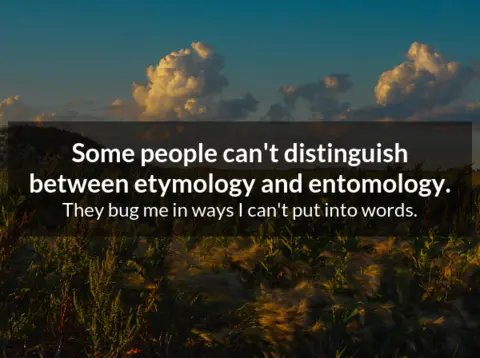 Some people can't distinguish
between etymology and entomology.
They bug me in ways I can't put into words.